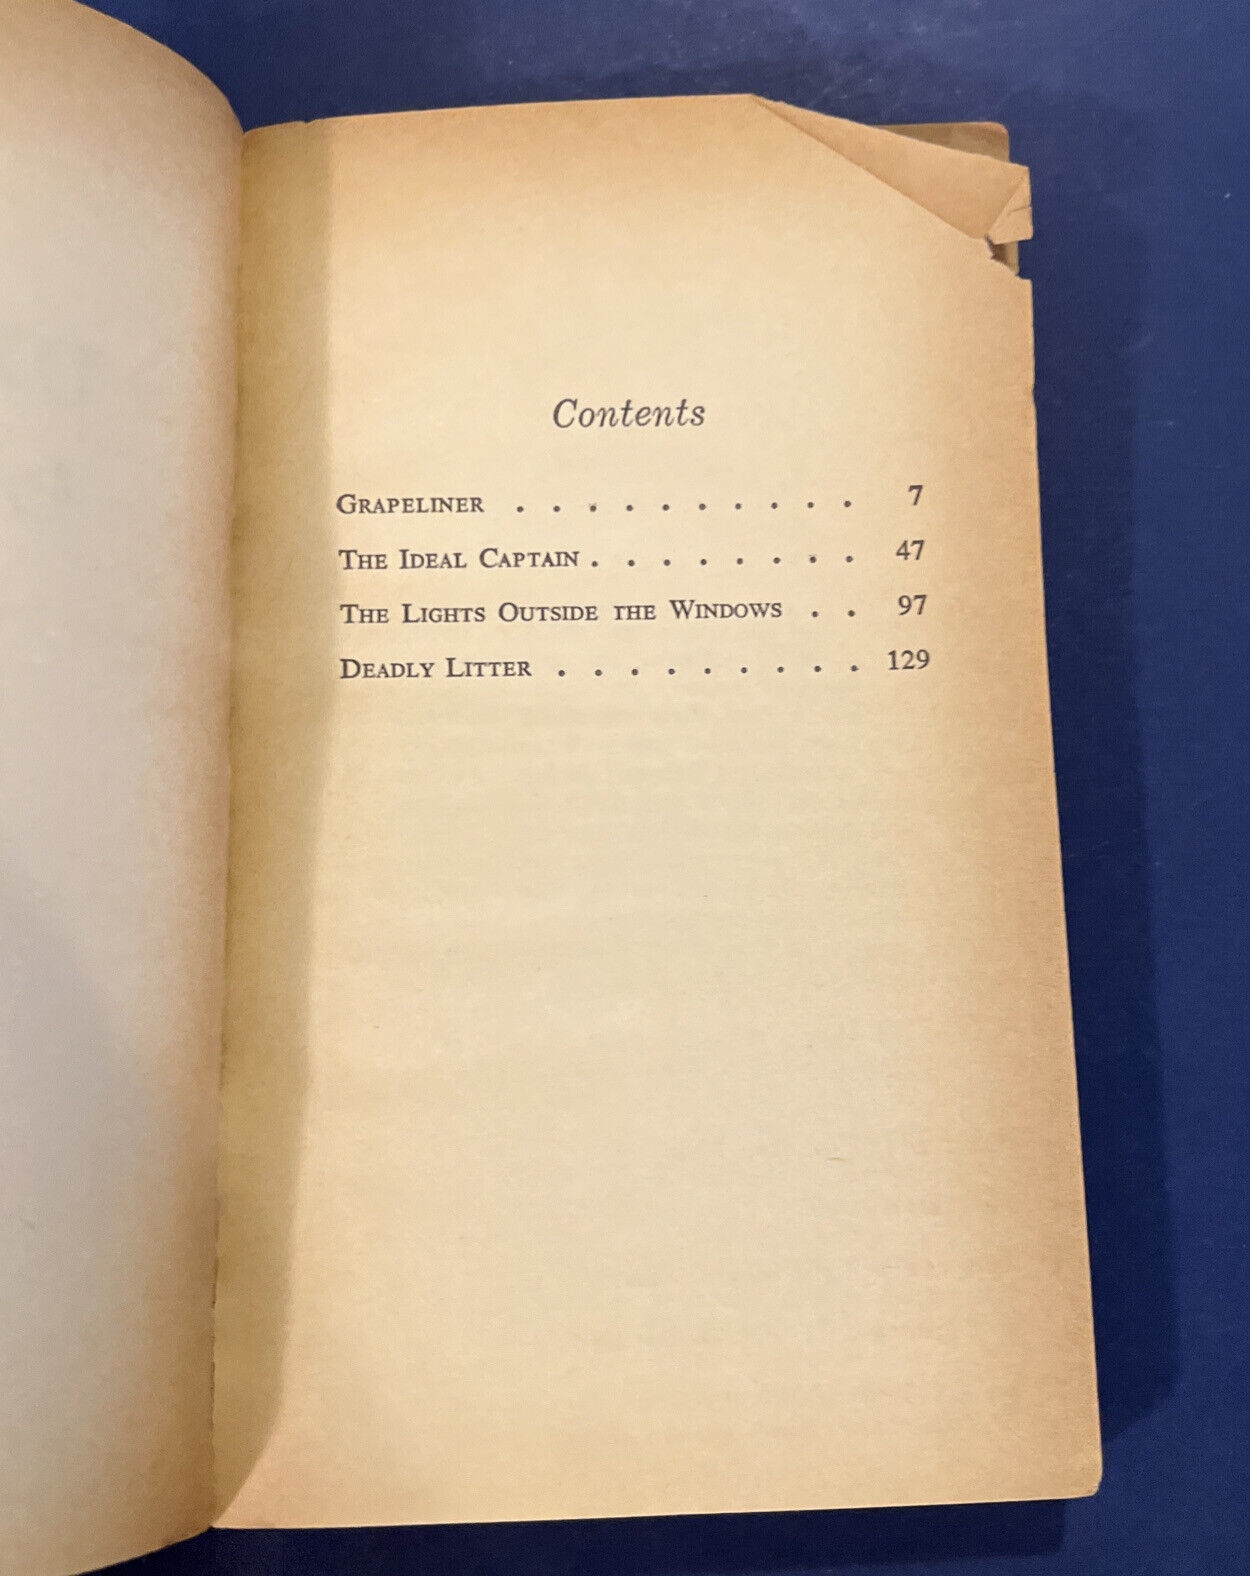 Contents
Grapeliner . . . . . . . . . . 7
The Ideal Captain . . . . . . . . 47
The Lights Outside the Windows . . 97
Deadly Litter . . . . . . . . . 129